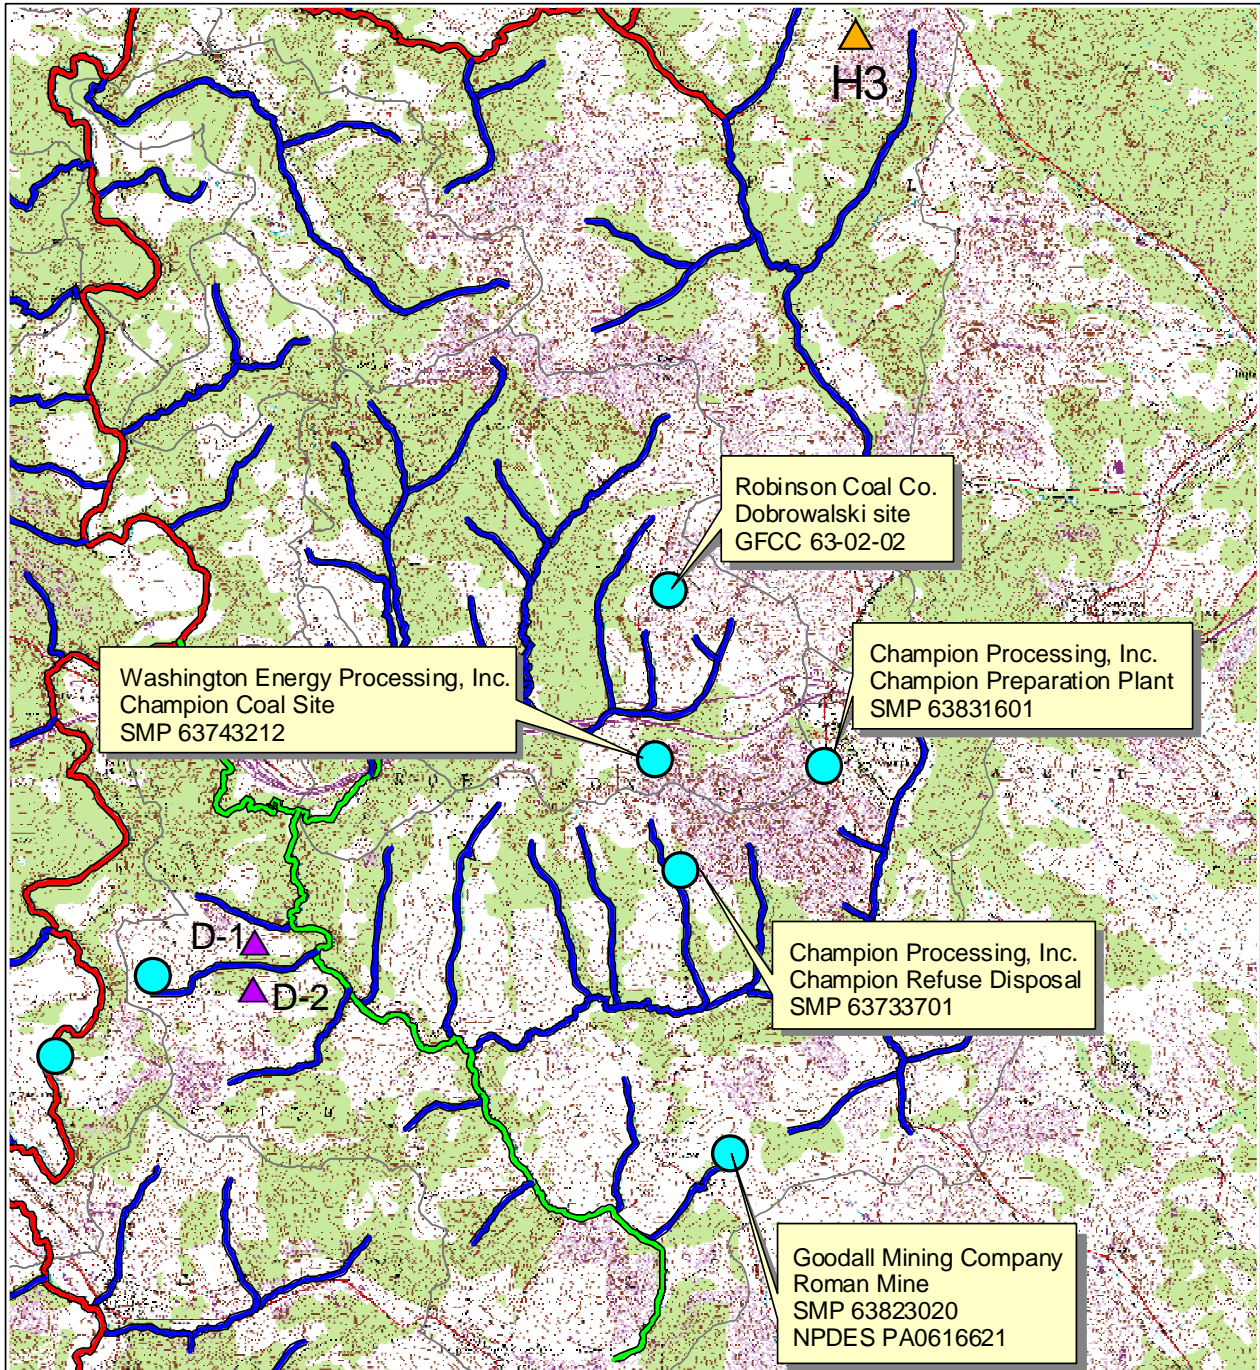 H3
Robinson Coal Co.
Dobrowalski site
GFCC 63-02-02
Champion Processing, Inc.
Champion Preparation Plant
SMP 63831601
Washington Energy Processing, Inc.
Champion Coal Site
SMP 63743212
D-1
D-2
Champion Processing, Inc.
Champion Refuse Disposal
SMP 63733701
Goodall Mining Company
Roman Mine
SMP 63823020
NPDES PA0616621